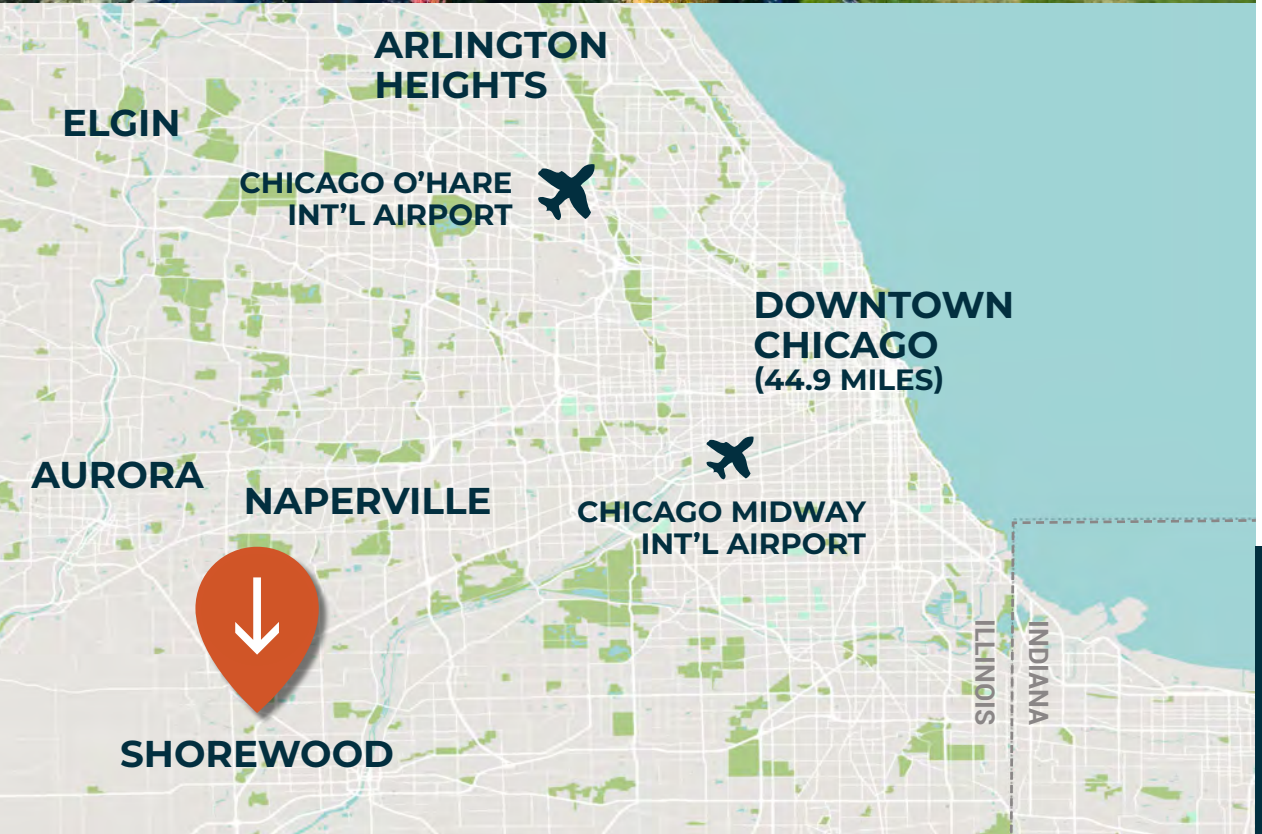 ARLINGTON
HEIGHTS
ELGIN
CHICAGO O'HARE
INT'L AIRPORT
DOWNTOWN
CHICAGO
(44.9 MILES)
AURORA
NAPERVILLE
CHICAGO MIDWAY
INT'L AIRPORT
ILLINOIS
INDIANA
SHOREWOOD